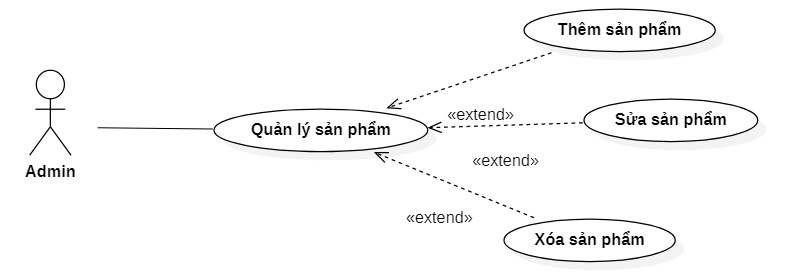 Thêm sản phẩm
«extend»
Sửa sản phẩm
Quản lý sản phẩm
«extend»
Admin
«extend»
Xóa sản phẩm